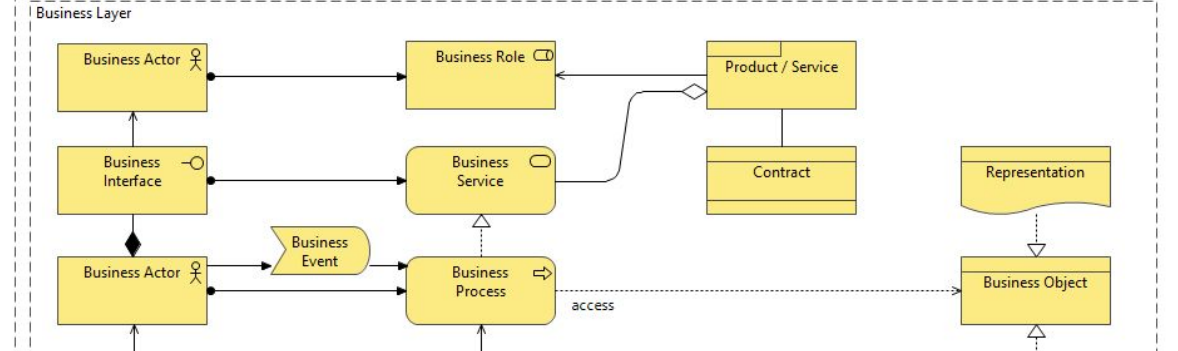 Business Layer
Business Actor
Business Role
Product / Service
Business
Interface
Business
Service
Contract
Representation
Business Actor
Business
Event
Business
Process
access
Business Object